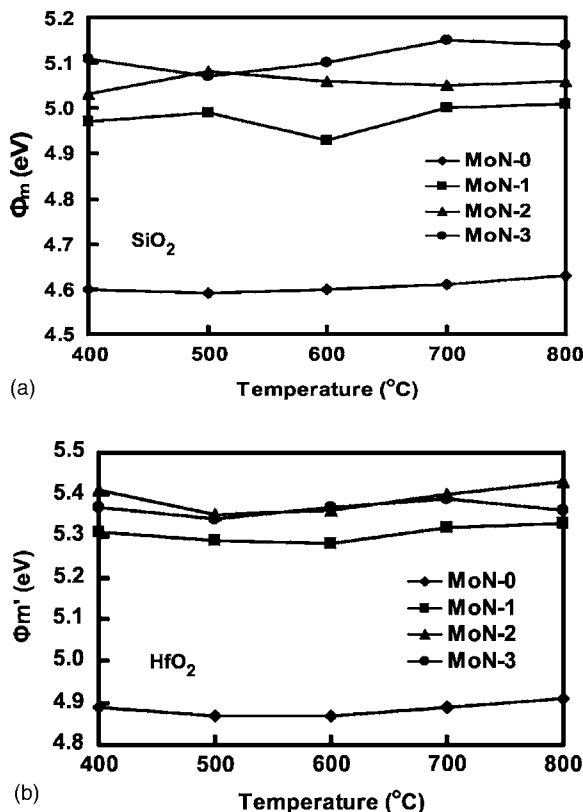 5.2
5.1
5.0
4.9
4.8
4.7
4.6
4.5
Φm (eV)
SiO2
MoN-0
MoN-1
MoN-2
MoN-3
400 500 600 700 800
Temperature (oC)
(a)
5.5
5.4
5.3
5.2
5.1
5.0
4.9
4.8
Φm' (eV)
HfO2
MoN-0
MoN-1
MoN-2
MoN-3
400 500 600 700 800
Temperature (oC)
(b)